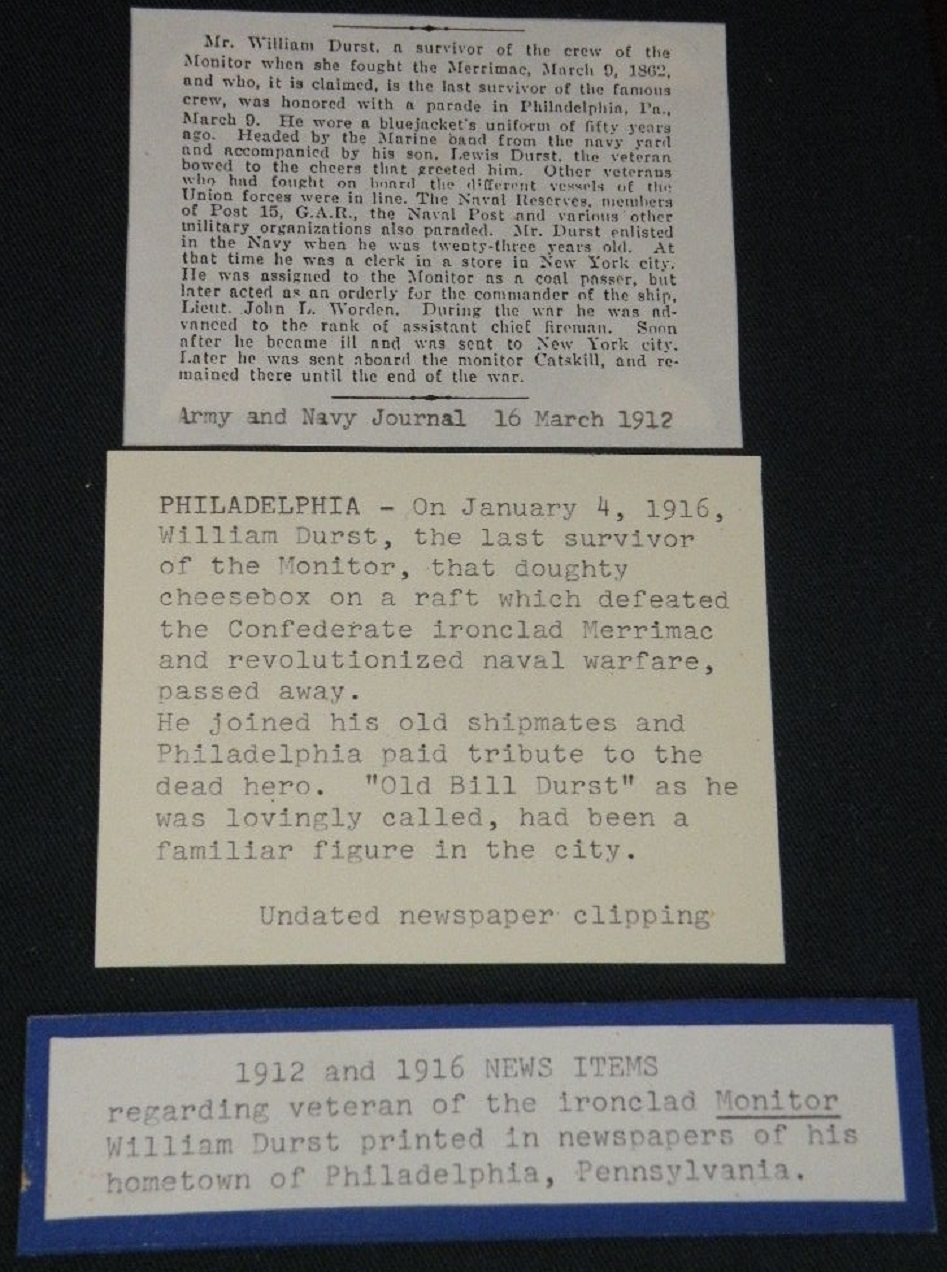 Mr. William Durst, a survivor of the crew of the
Monitor when she fought the Merrimac, March 9, 1862,
and who, it is claimed, is the last survivor of the famous
crew, was honored with a parade in Philadelphia, Pa.,
March 9. He wore a bluejacket's uniform of fifty years
ago. Headed by the Marine band from the navy yard
and accompanied by his son, Lewis Durst, the veteran
bowed to the cheers that greeted him. Other veterans
who had fought on board the different vessels of the
Union forces were in line. The Naval Reserves, members
of Post 15, G.A.R., the Naval Post and various other
military organizations also paraded. Mr. Durst enlisted
in the Navy when he was twenty-three years old. At
that time he was a clerk in a store in New York city.
He was assigned to the Monitor as a coal passer, but
later acted as an orderly for the commander of the ship,
Lieut. John L. Worden. During the war he was ad-
vanced to the rank of assistant chief fireman. Soon
after he became ill and was sent to New York city.
Later he was sent aboard the monitor Catskill, and re-
mained there until the end of the war.
Army and Navy Journal 16 March 1912
PHILADELPHIA - On January 4, 1916,
William Durst, the last survivor
of the Monitor, that doughty
cheesebox on a raft which defeated
the Confederate ironclad Merrimac
and revolutionized naval warfare,
passed away.
He joined his old shipmates and
Philadelphia paid tribute to the
dead hero. "Old Bill Durst" as he
was lovingly called, had been a
familiar figure in the city.
Undated newspaper clipping
1912 and 1916 NEWS ITEMS
regarding veteran of the ironclad Monitor
William Durst printed in newspapers of his
hometown of Philadelphia, Pennsylvania.